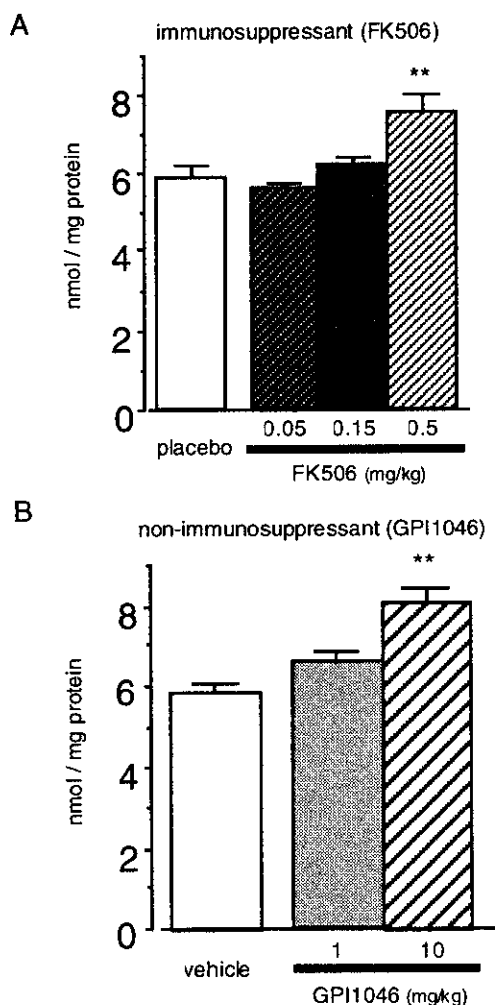 A
immunosuppressant (FK506)
**
8
6
4
2
0
nmol / mg protein
placebo
0.05 0.15 0.5
FK506 (mg/kg)
B
non-immunosuppressant (GPI1046)
**
8
6
4
2
0
nmol / mg protein
vehicle
1 10
GPI1046 (mg/kg)